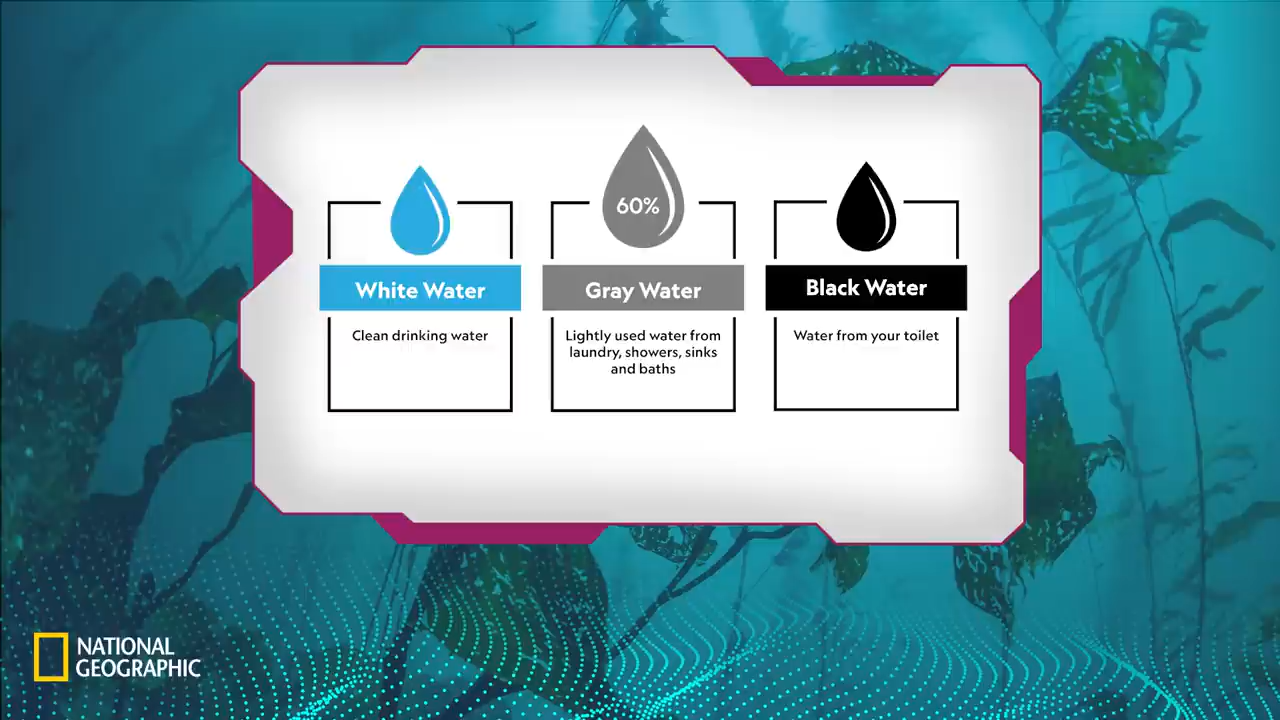 60%
White Water
Gray Water
Black Water
Clean drinking water
Lightly used water from
laundry, showers, sinks
and baths
Water from your toilet
NATIONAL
GEOGRAPHIC